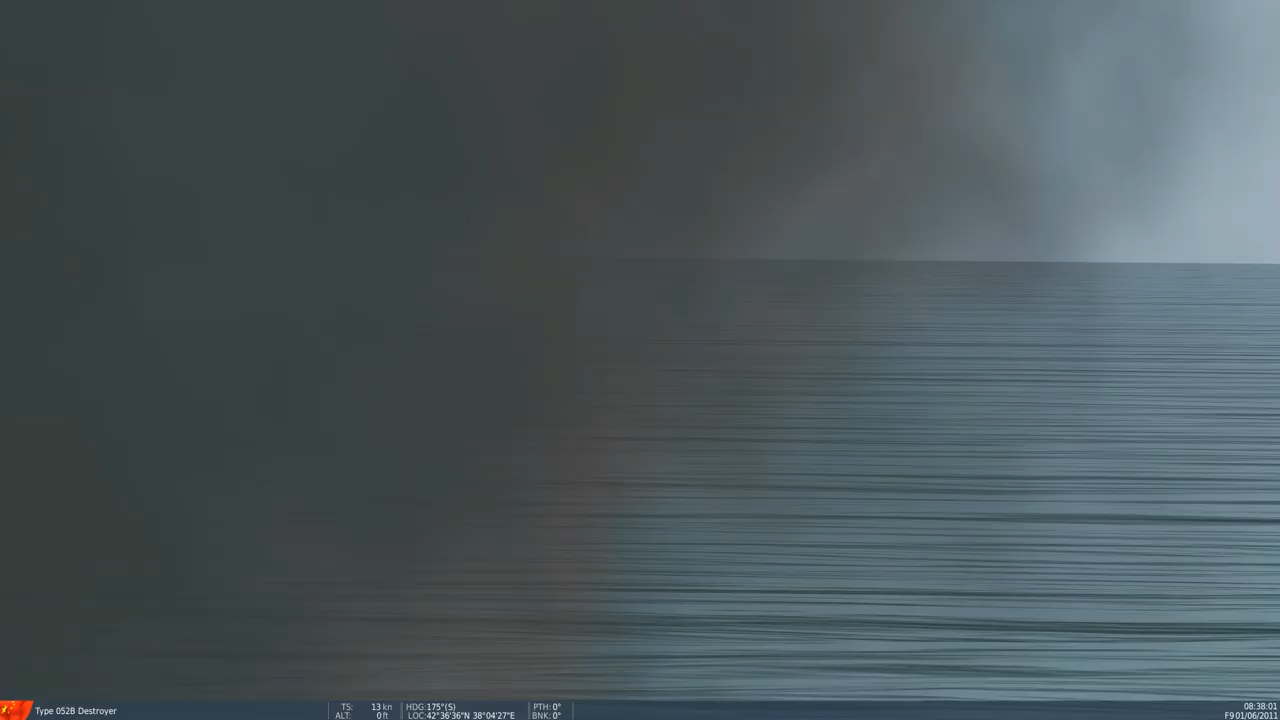 Type 052B Destroyer
TS: 13 kn
ALT: 0 ft
HDG: 175°(S)
LOC: 42°36'36"N 38°04'27"E
PTH: 0°
BNK: 0°
08:38:01
F9 01/06/2011